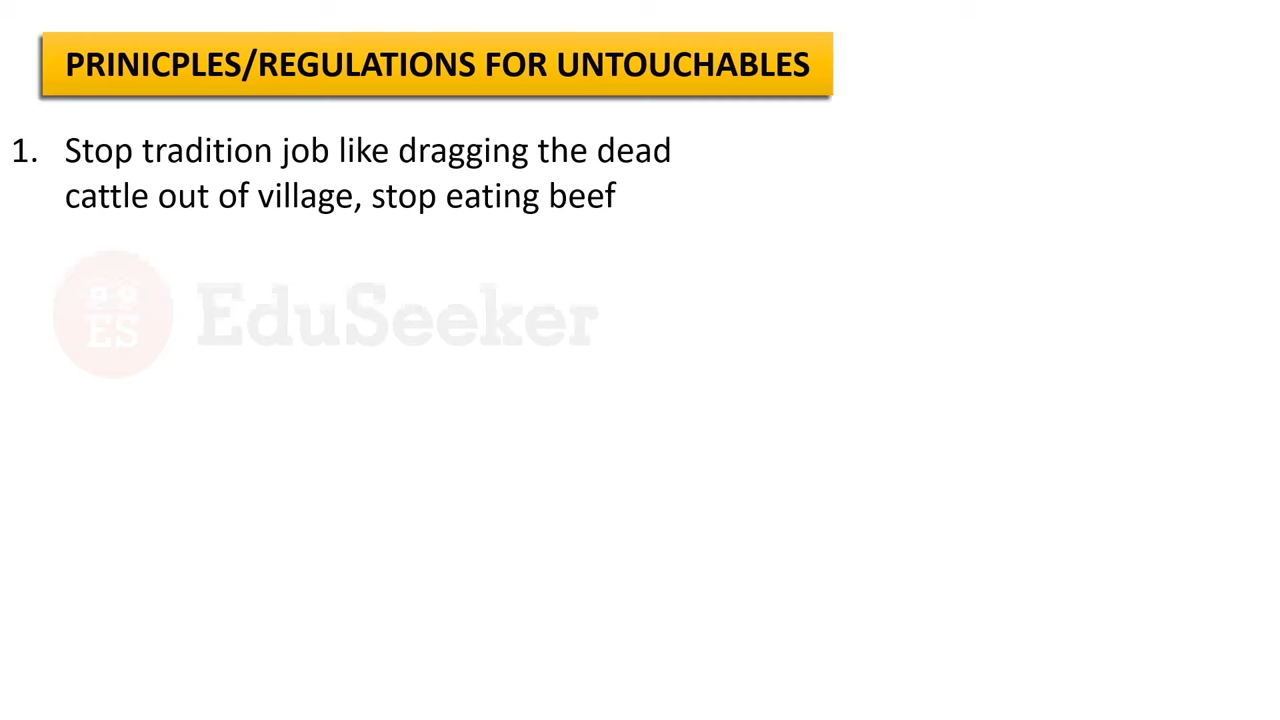 PRINICPLES/REGULATIONS FOR UNTOUCHABLES
1. Stop tradition job like dragging the dead
cattle out of village, stop eating beef
ES EduSeeker